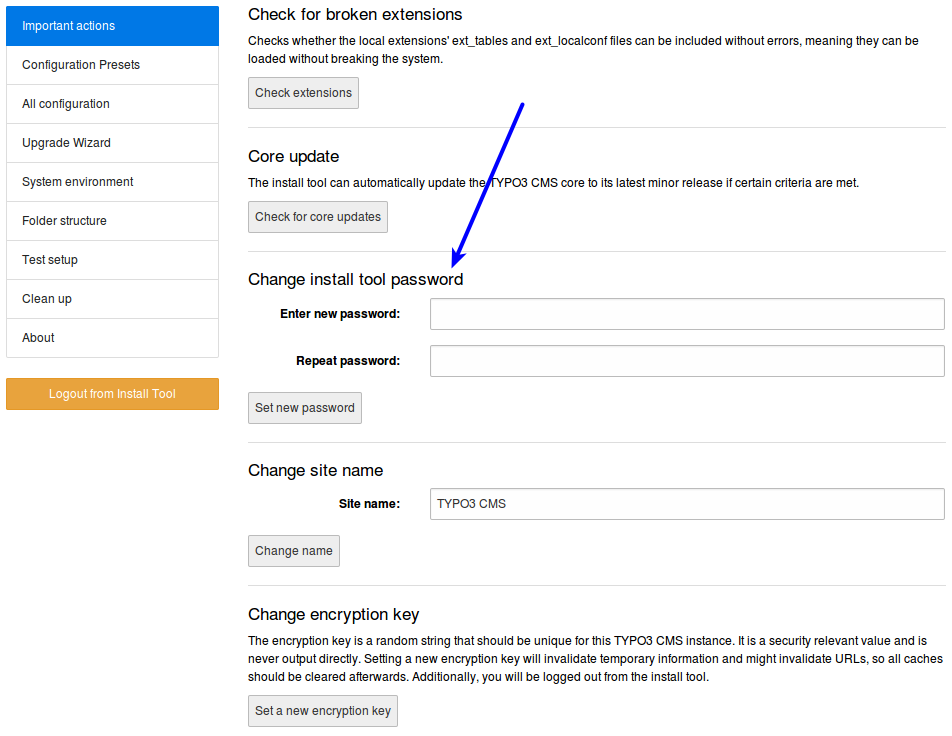 Important actions
Configuration Presets
All configuration
Upgrade Wizard
System environment
Folder structure
Test setup
Clean up
About
Logout from Install Tool
Check for broken extensions
Checks whether the local extensions' ext_tables and ext_localconf files can be included without errors, meaning they can be
loaded without breaking the system.
Check extensions
Core update
The install tool can automatically update the TYPO3 CMS core to its latest minor release if certain criteria are met.
Check for core updates
Change install tool password
Enter new password:
Repeat password:
Set new password
Change site name
Site name: TYPO3 CMS
Change name
Change encryption key
The encryption key is a random string that should be unique for this TYPO3 CMS instance. It is a security relevant value and is
never output directly. Setting a new encryption key will invalidate temporary information and might invalidate URLs, so all caches
should be cleared afterwards. Additionally, you will be logged out from the install tool.
Set a new encryption key